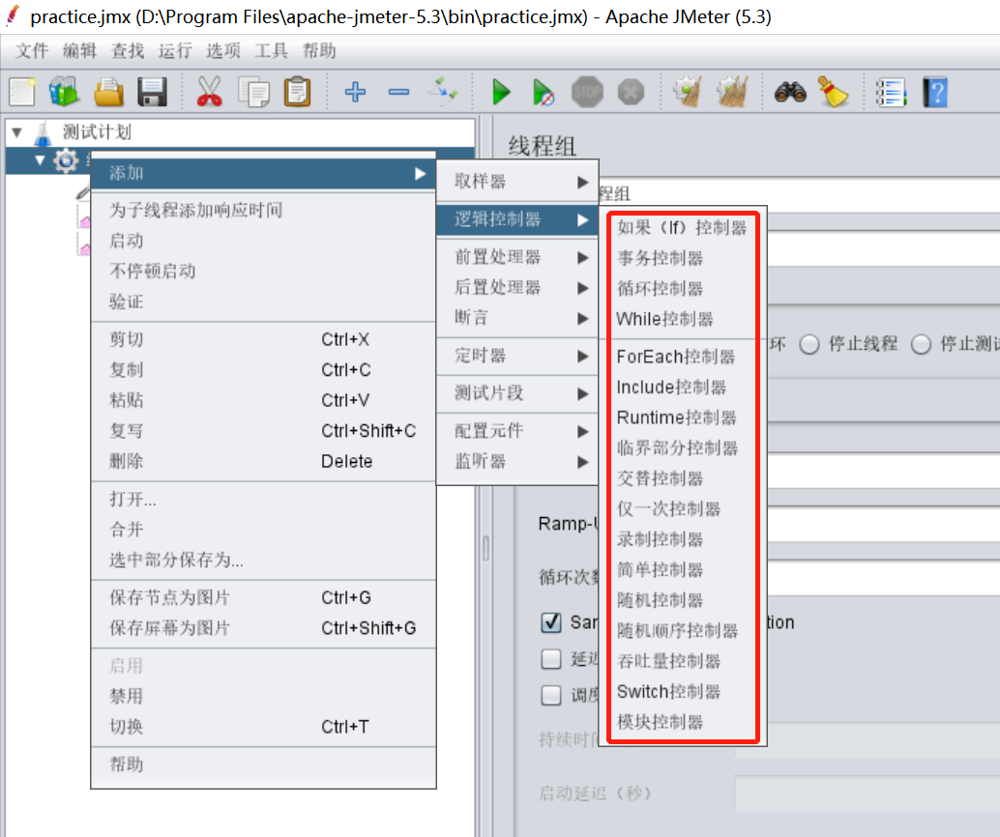 practice.jmx (D:\Program Files\apache-jmeter-5.3\bin\practice.jmx) - Apache JMeter (5.3)
文件 编辑 查找 运行 选项 工具 帮助
STOP
测试计划
线程组
添加
为子线程添加响应时间
启动
不停顿启动
验证
剪切 Ctrl+X
复制 Ctrl+C
粘贴 Ctrl+V
复写 Ctrl+Shift+C
删除 Delete
打开...
合并
选中部分保存为...
保存节点为图片 Ctrl+G
保存屏幕为图片 Ctrl+Shift+G
启用
禁用
切换 Ctrl+T
帮助
取样器
逻辑控制器
前置处理器
后置处理器
断言
定时器
测试片段
配置元件
监听器
如果（If）控制器
事务控制器
循环控制器
While控制器
ForEach控制器
Include控制器
Runtime控制器
临界部分控制器
交替控制器
仅一次控制器
录制控制器
简单控制器
随机控制器
随机顺序控制器
吞吐量控制器
Switch控制器
模块控制器
程组
环 停止线程 停止测试
Ramp-U
循环次数
Sam tion
延迟
调度
持续时间
启动延迟（秒）